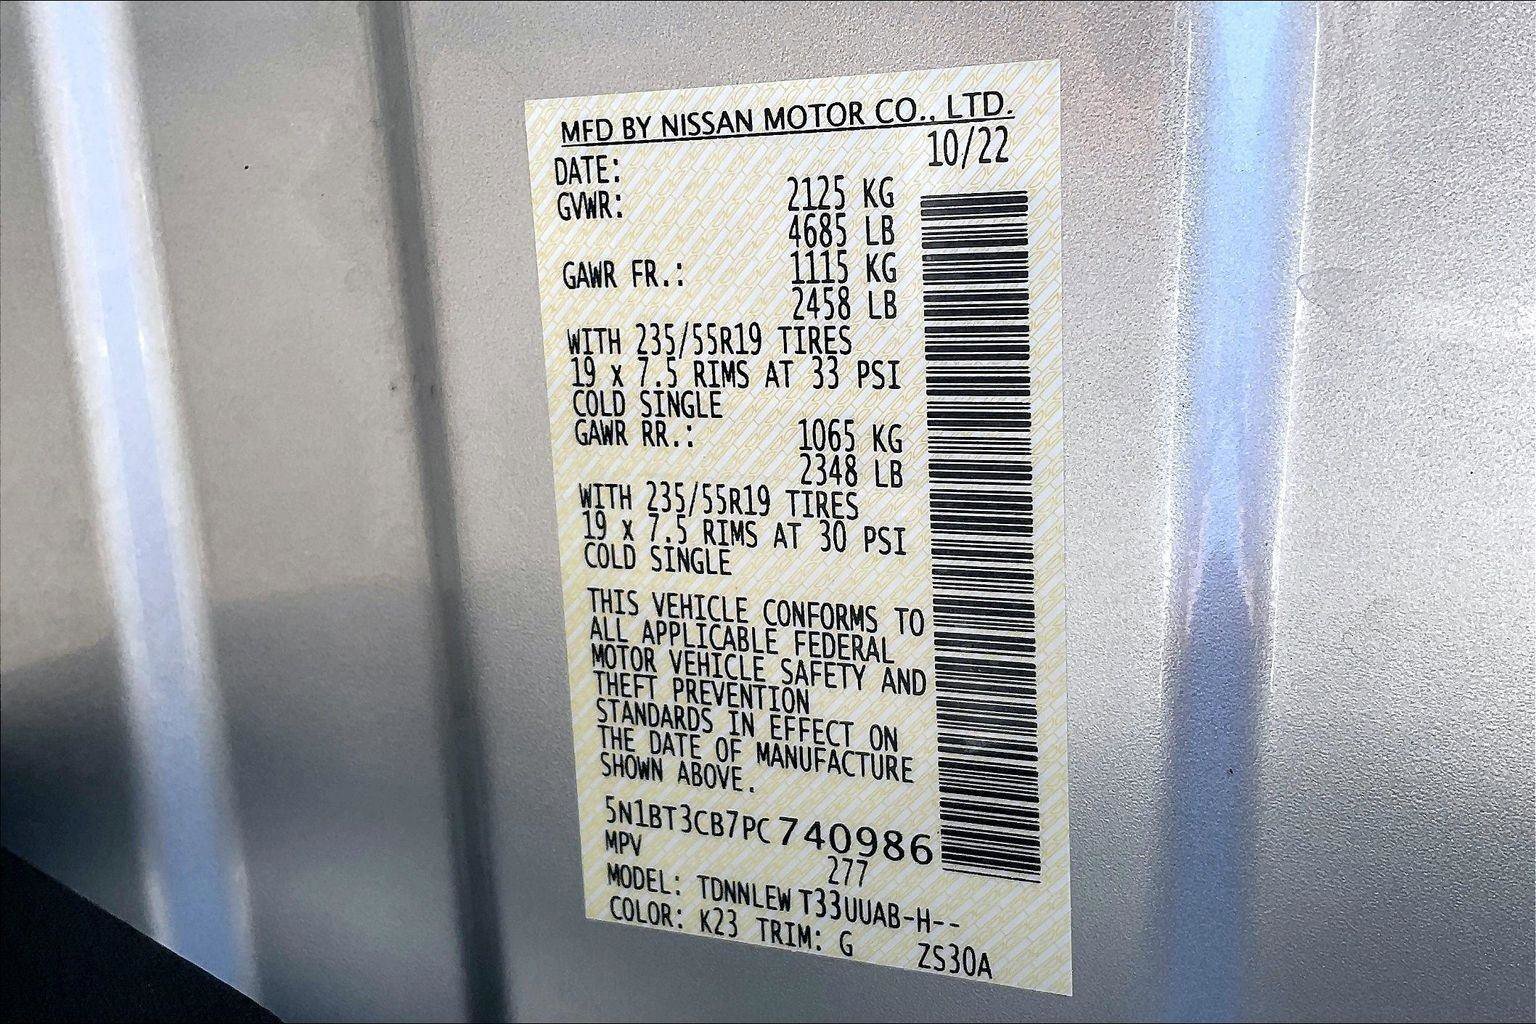 MFD BY NISSAN MOTOR CO., LTD.
DATE: 10/22
GVWR: 2125 KG
4685 LB
GAWR FR.: 1115 KG
2458 LB
WITH 235/55R19 TIRES
19 x 7.5 RIMS AT 33 PSI
COLD SINGLE
GAWR RR.: 1065 KG
2348 LB
WITH 235/55R19 TIRES
19 x 7.5 RIMS AT 30 PSI
COLD SINGLE
THIS VEHICLE CONFORMS TO
ALL APPLICABLE FEDERAL
MOTOR VEHICLE SAFETY AND
THEFT PREVENTION
STANDARDS IN EFFECT ON
THE DATE OF MANUFACTURE
SHOWN ABOVE.
5N1BT3CB7PC740986
MPV 277
MODEL: TDNNLEW T33UUAB-H--
COLOR: K23 TRIM: G ZS30A